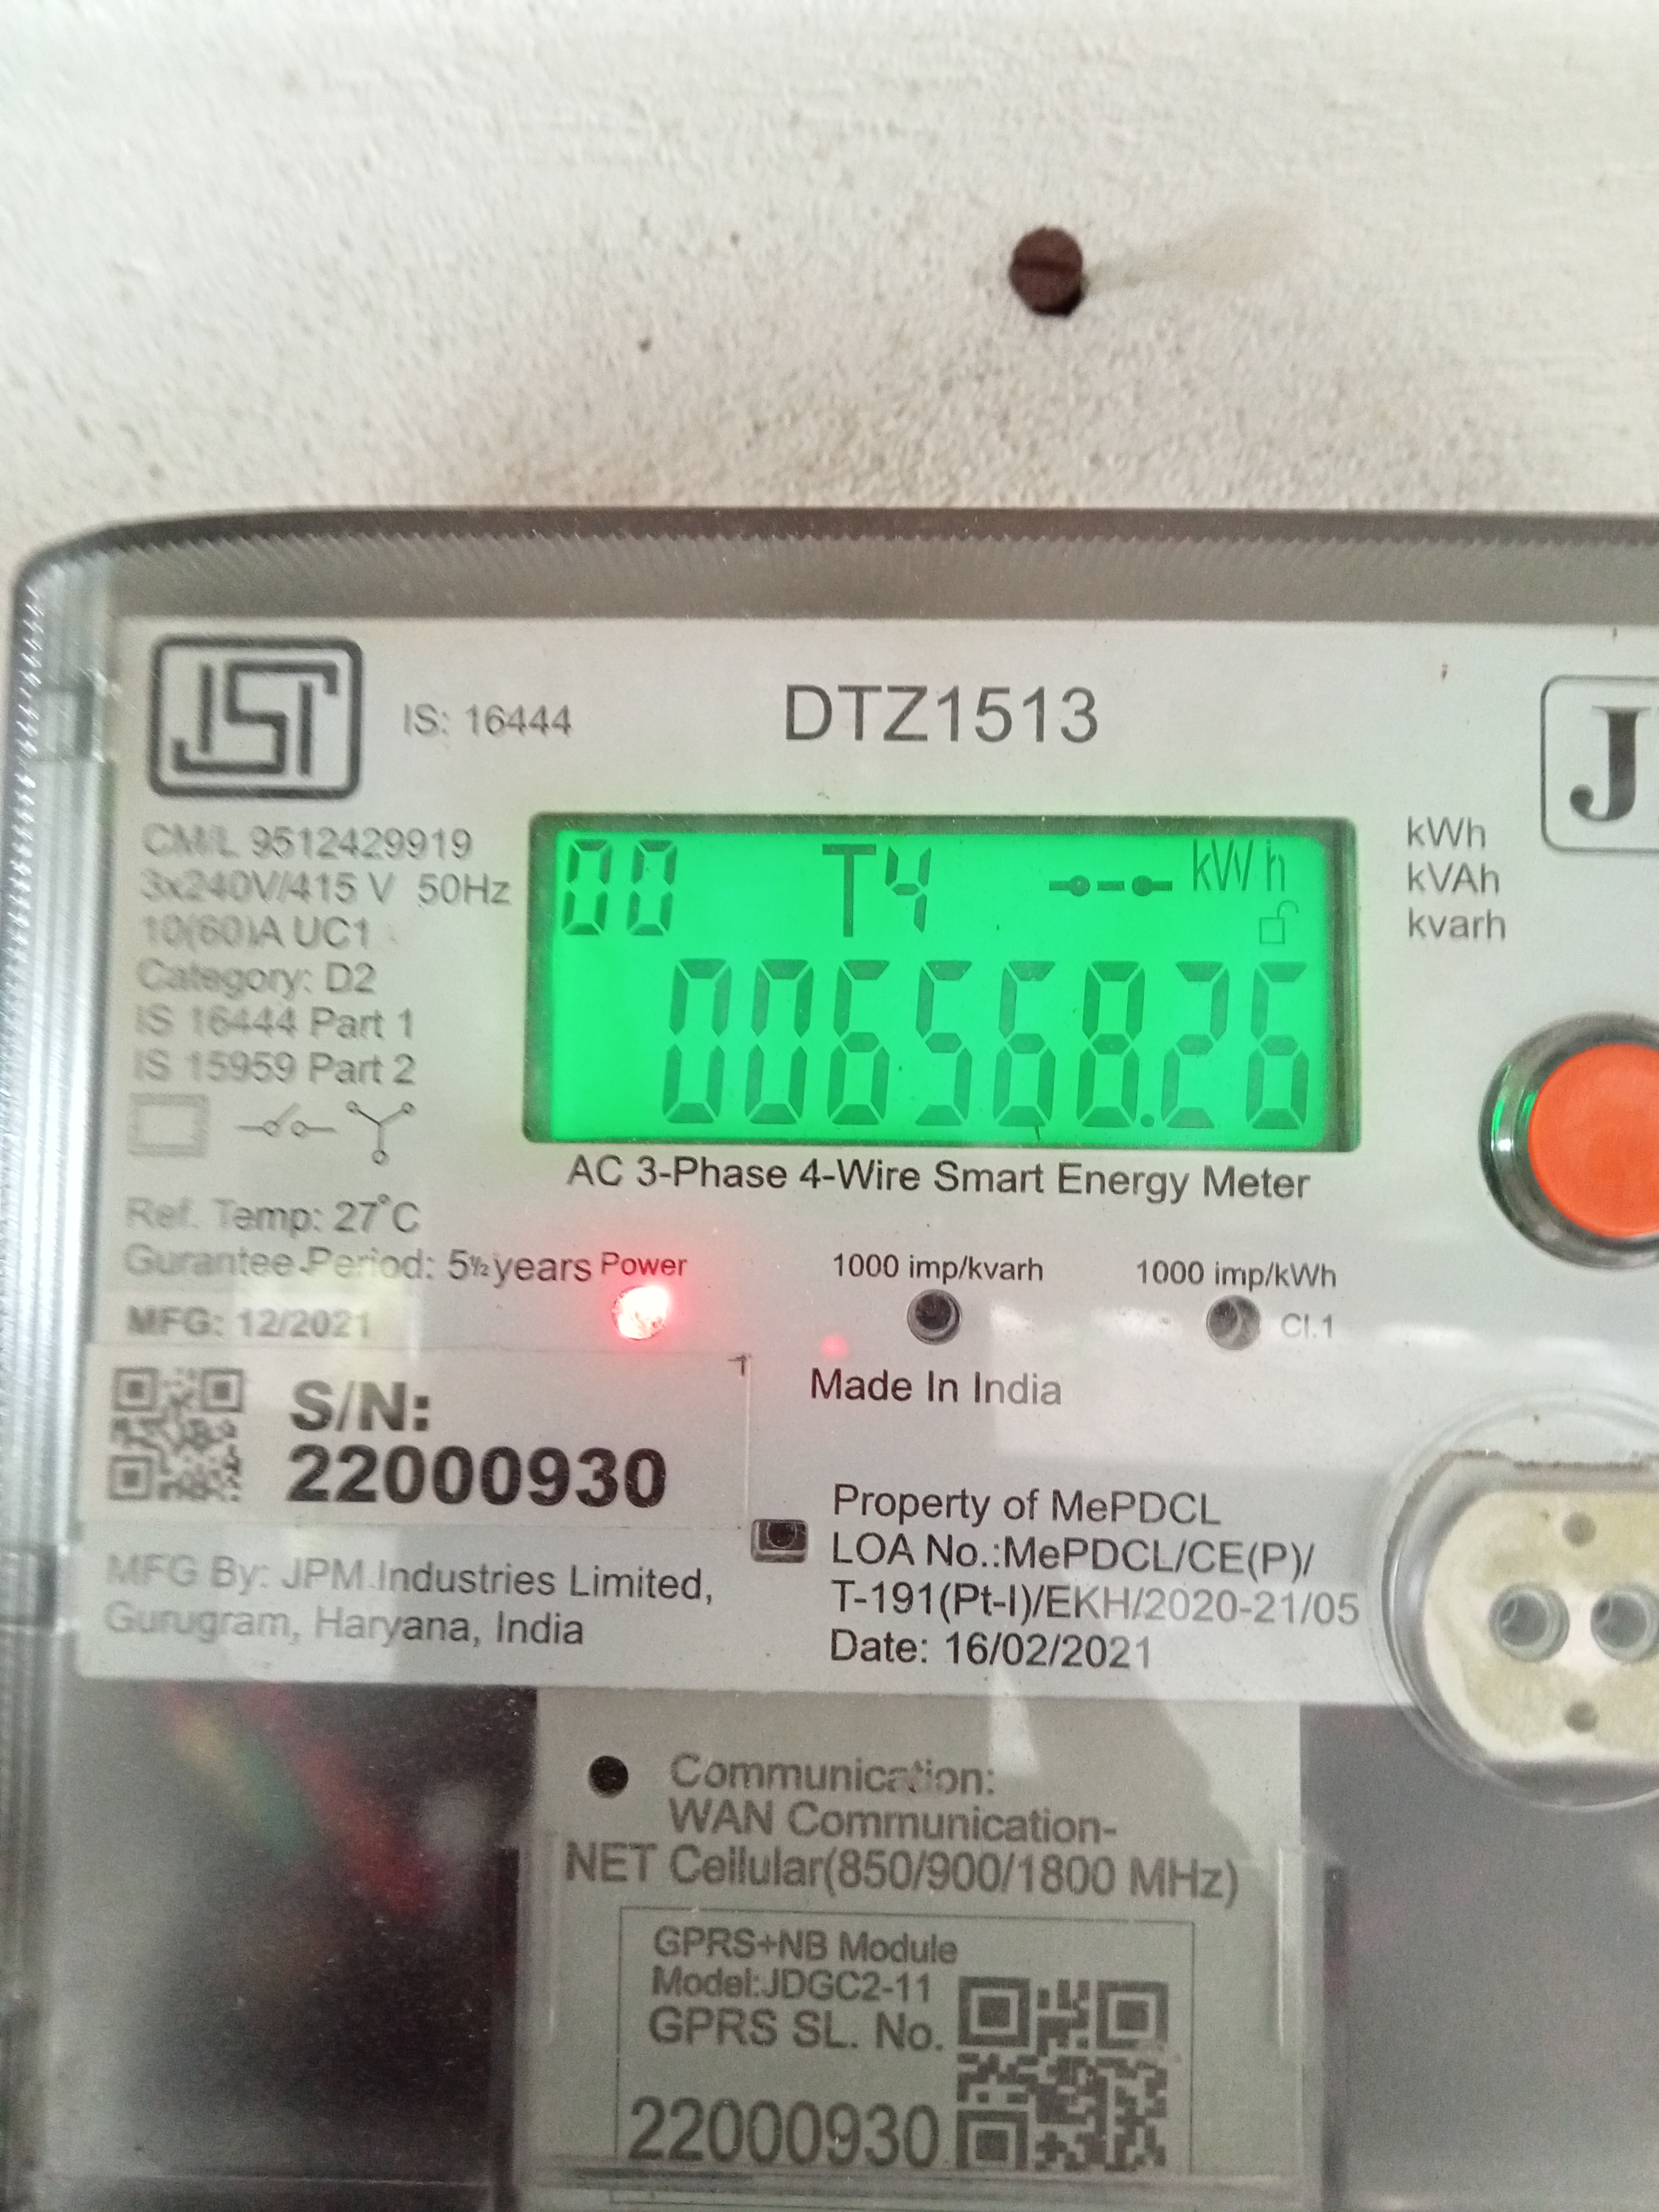 IS: 16444
DTZ1513
J
CM/L 9512429919
3x240V/415 V 50Hz
10(60)A UC1
Category: D2
IS 16444 Part 1
IS 15959 Part 2
00 T4 kWh
006568.26
kWh
kVAh
kvarh
AC 3-Phase 4-Wire Smart Energy Meter
Ref. Temp: 27°C
Gurantee Period: 5½ years
Power
1000 imp/kvarh
1000 imp/kWh
MFG: 12/2021
Cl.1
Made In India
S/N:
22000930
MFG By: JPM Industries Limited,
Gurugram, Haryana, India
Property of MePDCL
LOA No.:MePDCL/CE(P)/
T-191(Pt-I)/EKH/2020-21/05
Date: 16/02/2021
Communication:
WAN Communication-
NET Cellular(850/900/1800 MHz)
GPRS+NB Module
Model:JDGC2-11
GPRS SL. No.
22000930